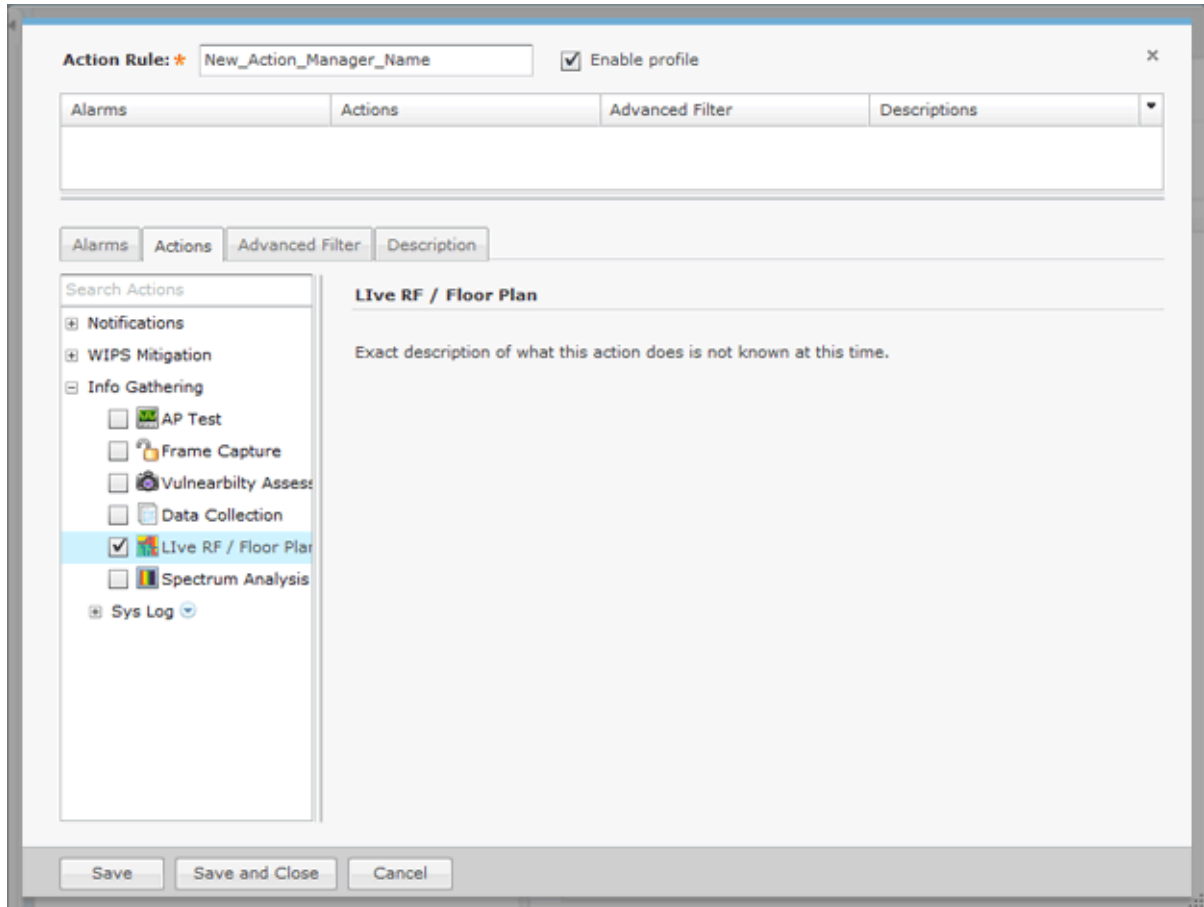 Action Rule: * New_Action_Manager_Name Enable profile
Alarms Actions Advanced Filter Descriptions
Alarms Actions Advanced Filter Description
Search Actions
LIve RF / Floor Plan
Notifications
WIPS Mitigation
Exact description of what this action does is not known at this time.
Info Gathering
AP Test
Frame Capture
Vulnearbilty Assess
Data Collection
LIve RF / Floor Plan
Spectrum Analysis
Sys Log
Save Save and Close Cancel